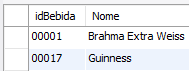 idBebida Nome
00001 Brahma Extra Weiss
00017 Guinness